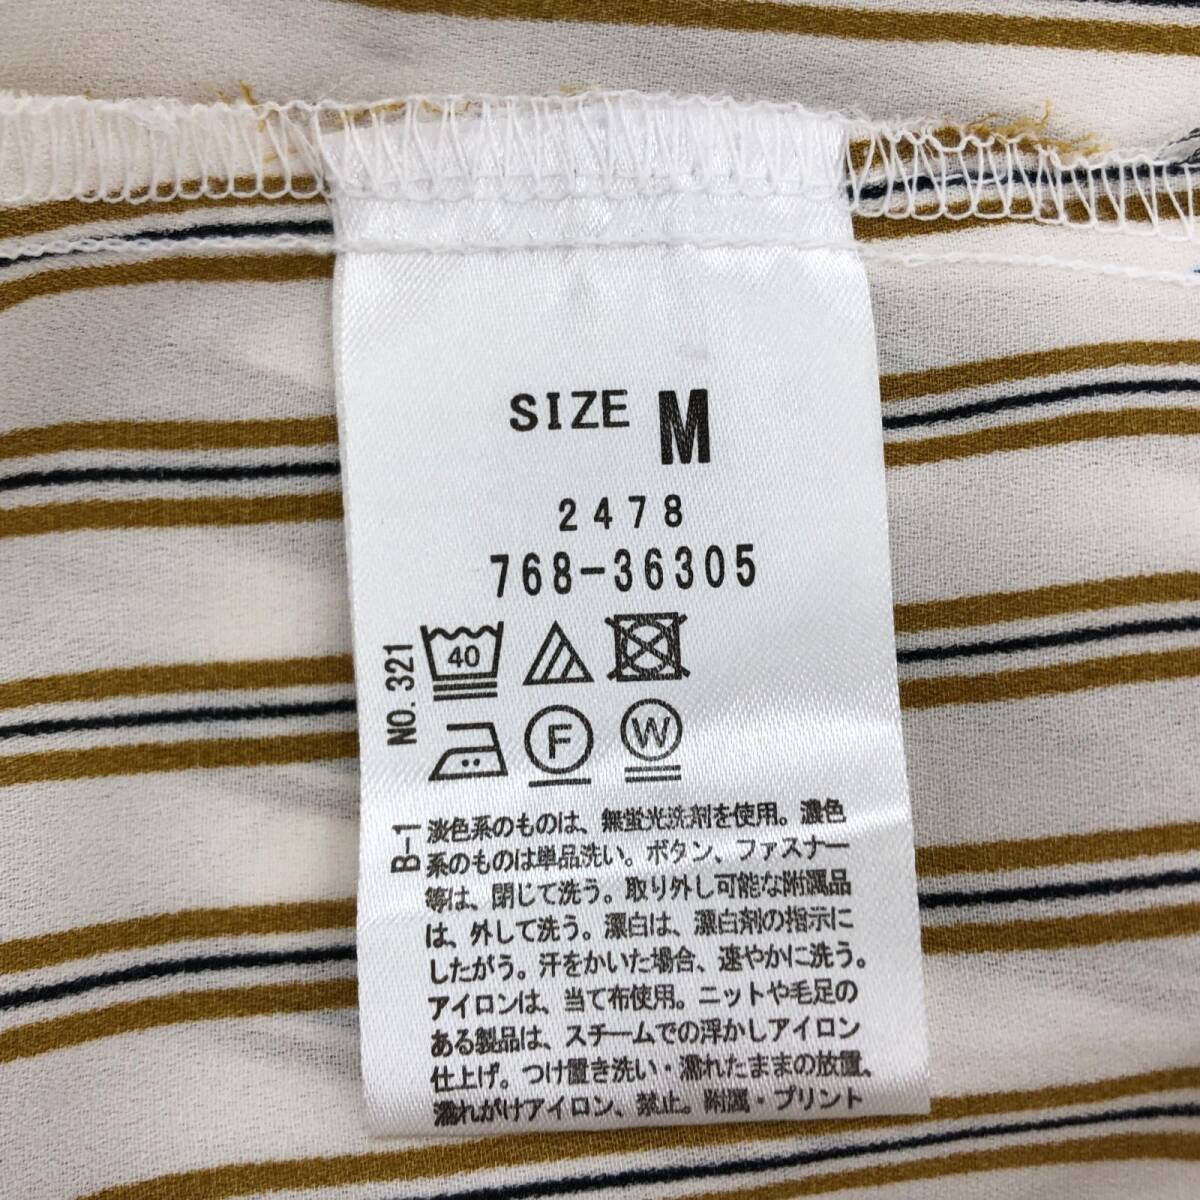 SIZE M
2478
768-36305
NO.321
40
F
W
B-1
淡色系のものは、無蛍光洗剤を使用。濃色
系のものは単品洗い。ボタン、ファスナー
等は、閉じて洗う。取り外し可能な附属品
は、外して洗う。漂白は、漂白剤の指示に
したがう。汗をかいた場合、速やかに洗う。
アイロンは、当て布使用。ニットや毛足の
ある製品は、スチームでの浮かしアイロン
仕上げ。つけ置き洗い・濡れたままの放置、
濡れがけアイロン、禁止。附属・プリント